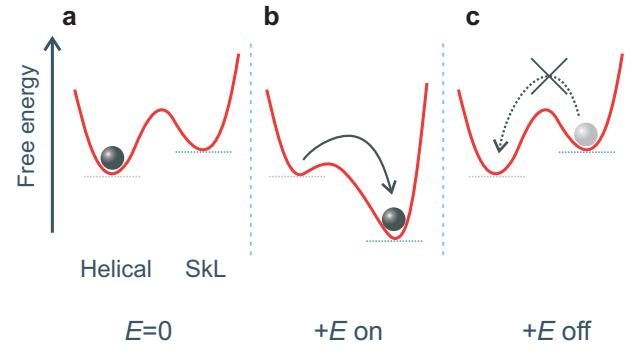 a
b
c
Free energy
Helical
SkL
E=0
+E on
+E off